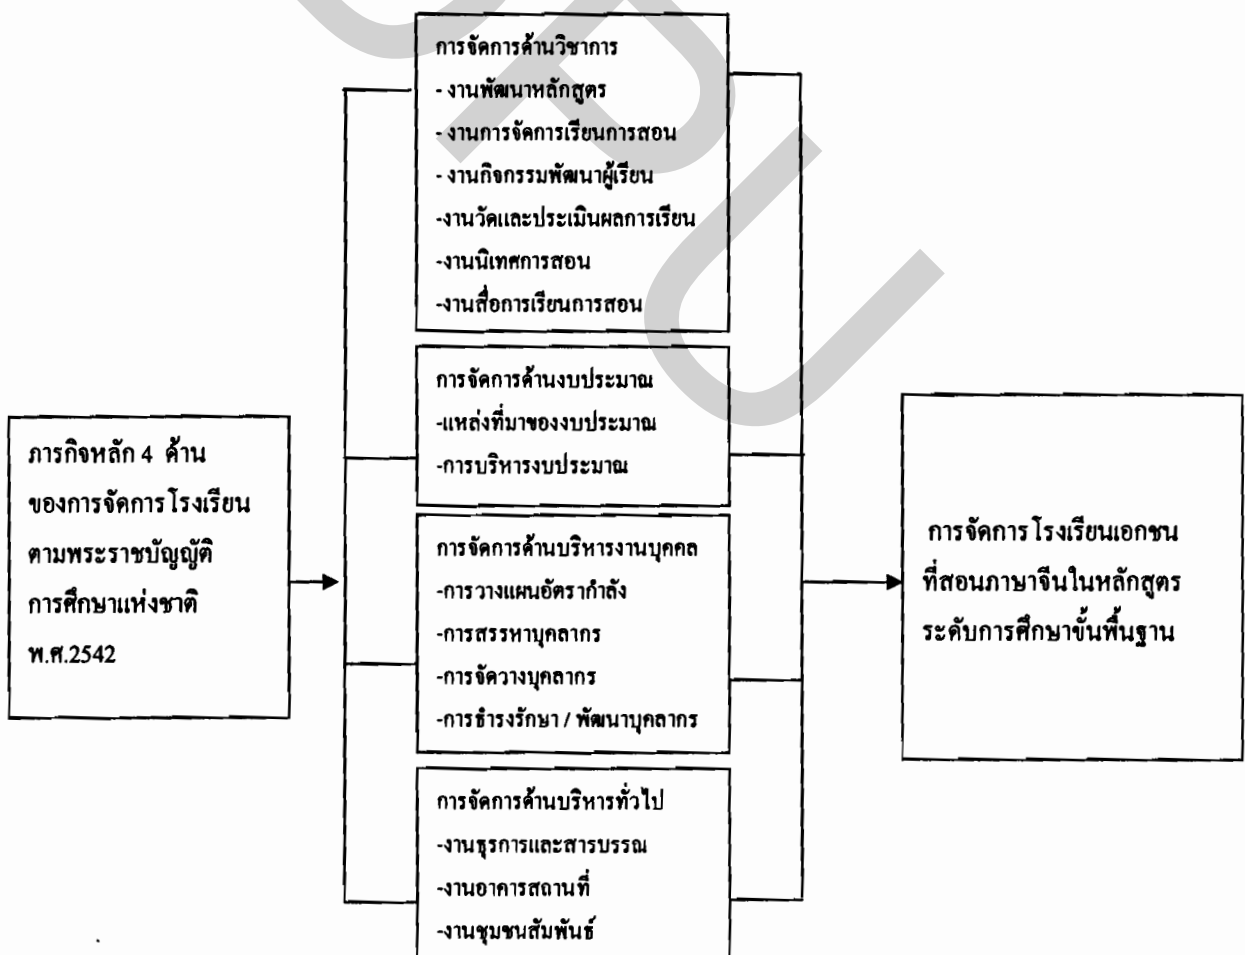 ภารกิจหลัก 4 ด้าน
ของการจัดการโรงเรียน
ตามพระราชบัญญัติ
การศึกษาแห่งชาติ
พ.ศ.2542
การจัดการด้านวิชาการ
- งานพัฒนาหลักสูตร
- งานการจัดการเรียนการสอน
- งานกิจกรรมพัฒนาผู้เรียน
-งานวัดและประเมินผลการเรียน
-งานนิเทศการสอน
-งานสื่อการเรียนการสอน
การจัดการด้านงบประมาณ
-แหล่งที่มาของงบประมาณ
-การบริหารงบประมาณ
การจัดการด้านบริหารงานบุคคล
-การวางแผนอัตรากำลัง
-การสรรหาบุคลากร
-การจัดวางบุคลากร
-การธำรงรักษา / พัฒนาบุคลากร
การจัดการด้านบริหารทั่วไป
-งานธุรการและสารบรรณ
-งานอาคารสถานที่
-งานชุมชนสัมพันธ์
การจัดการโรงเรียนเอกชน
ที่สอนภาษาจีนในหลักสูตร
ระดับการศึกษาขั้นพื้นฐาน